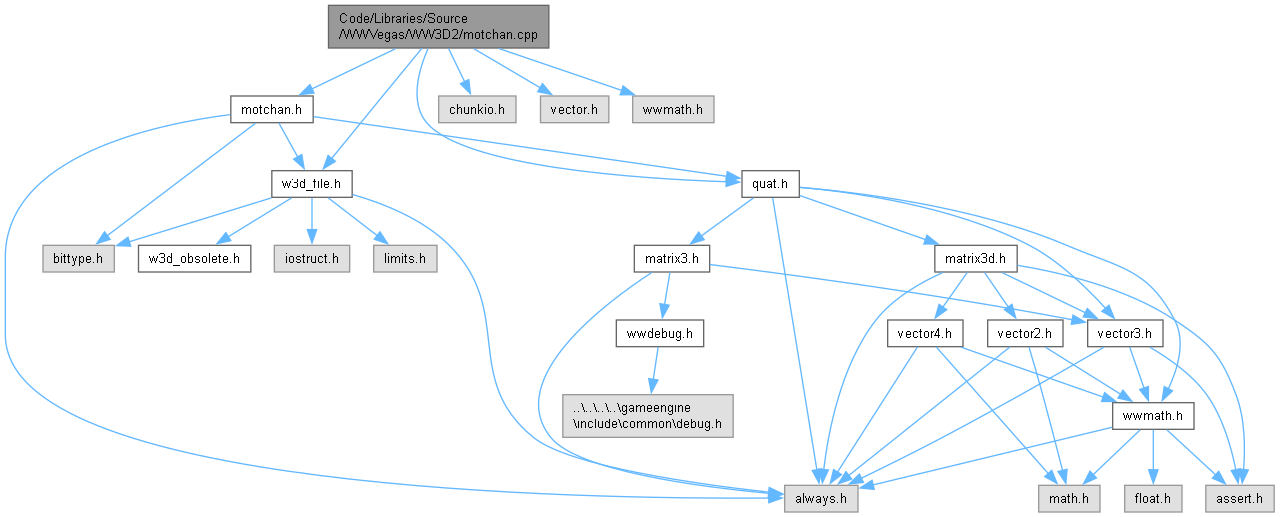 Code/Libraries/Source
/WWVegas/WW3D2/motchan.cpp
motchan.h
chunkio.h
vector.h
wwmath.h
w3d_file.h
quat.h
bittype.h
w3d_obsolete.h
iostruct.h
limits.h
matrix3.h
matrix3d.h
wwdebug.h
vector4.h
vector2.h
vector3.h
..\..\..\..\gameengine
\include\common\debug.h
wwmath.h
always.h
math.h
float.h
assert.h